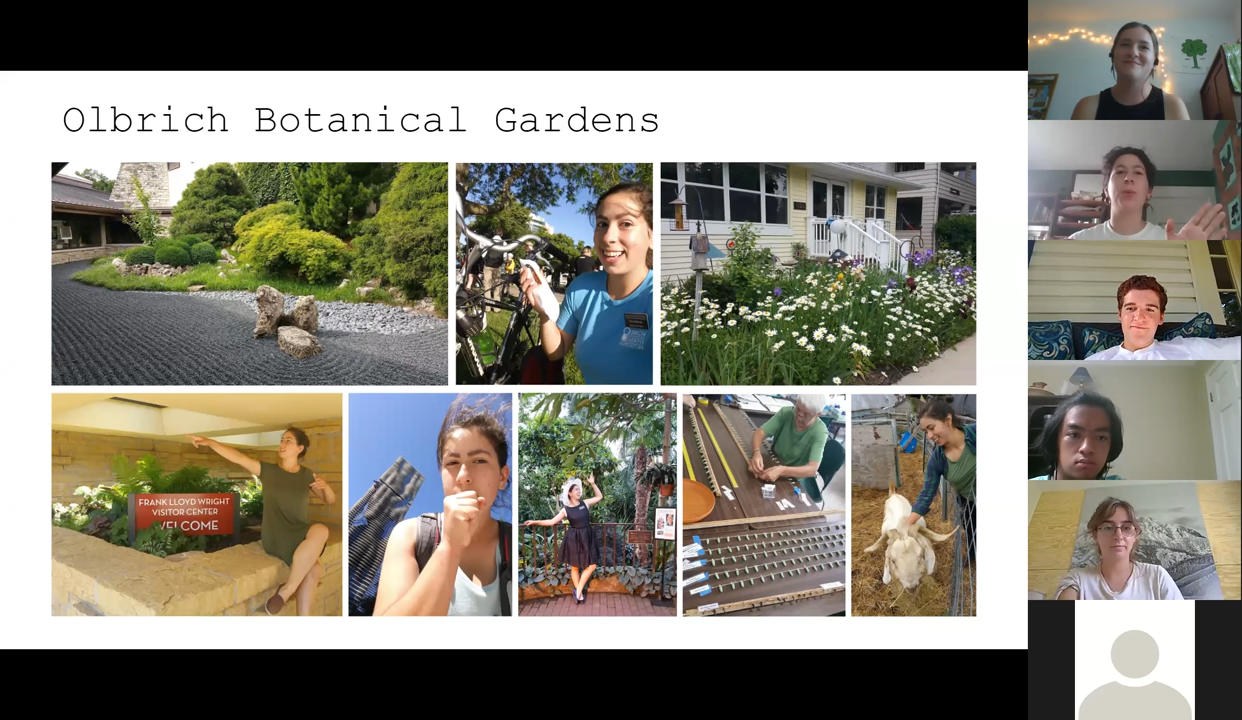 Olbrich Botanical Gardens
FRANK LLOYD WRIGHT
VISITOR CENTER
WELCOME